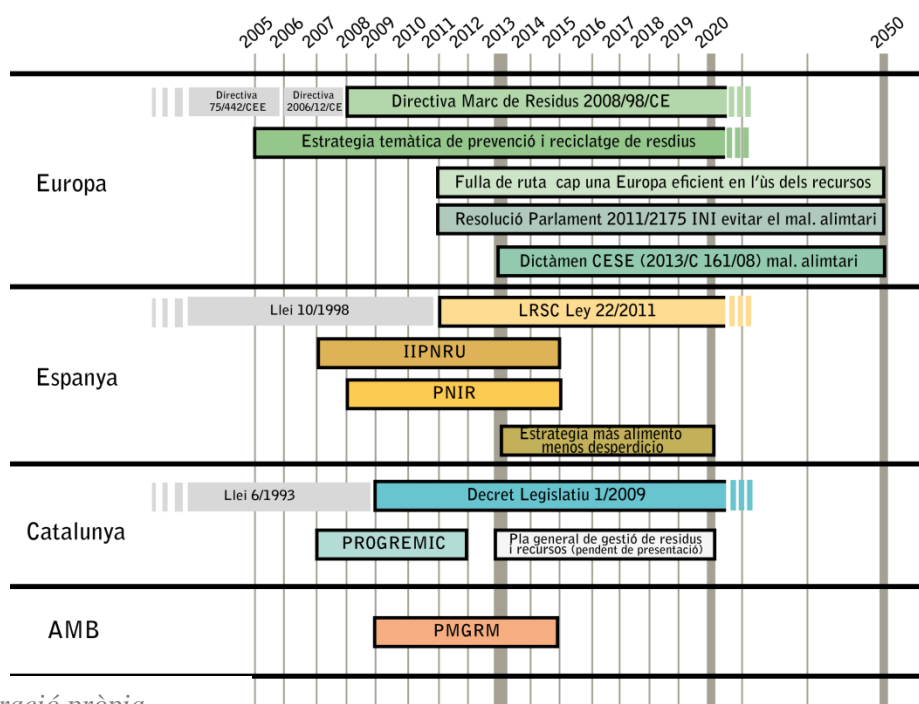 2005 2006 2007 2008 2009 2010 2011 2012 2013 2014 2015 2016 2017 2018 2019 2020 2050
Europa
Directiva
75/442/CEE
Directiva
2006/12/CE
Directiva Marc de Residus 2008/98/CE
Estrategia temàtica de prevenció i reciclatge de resdius
Fulla de ruta cap una Europa eficient en l'ùs dels recursos
Resolució Parlament 2011/2175 INI evitar el mal. alimtari
Dictàmen CESE (2013/C 161/08) mal. alimtari
Espanya
Llei 10/1998
LRSC Ley 22/2011
IIPNRU
PNIR
Estrategia más alimento
menos desperdicio
Catalunya
Llei 6/1993
Decret Legislatiu 1/2009
PROGREMIC
Pla general de gestió de residus
i recursos (pendent de presentació)
AMB
PMGRM